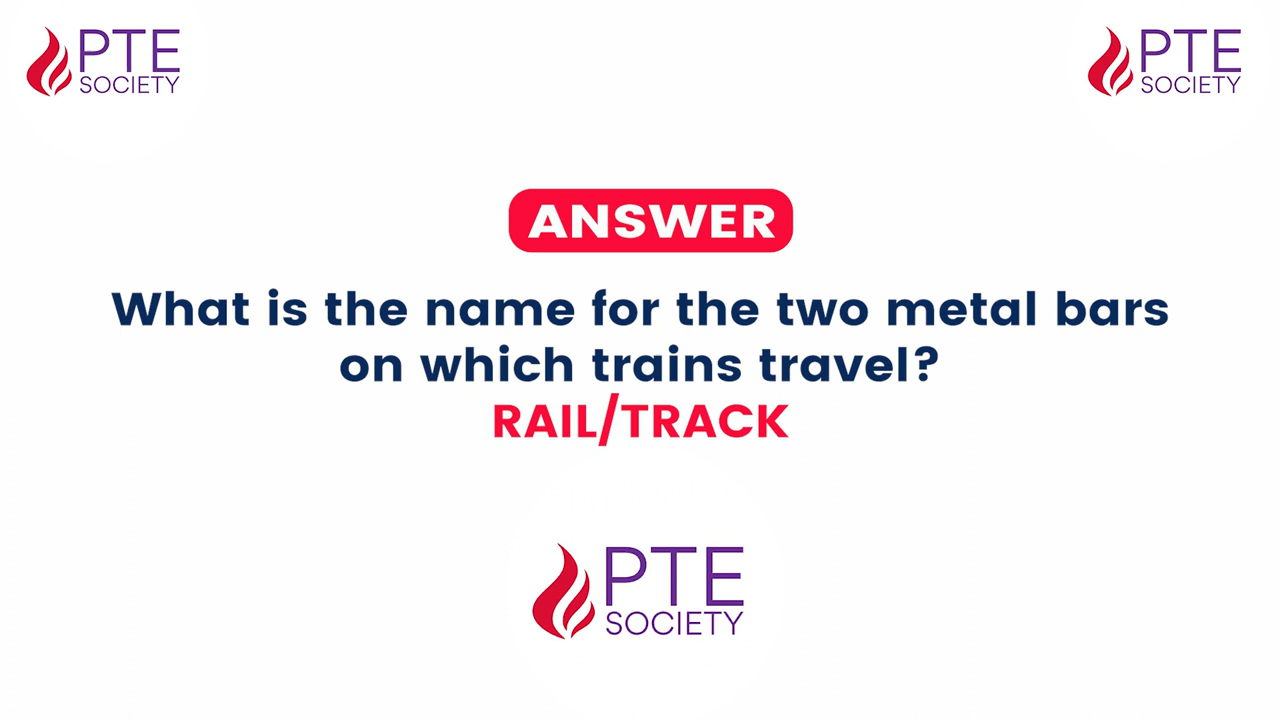 PTE
SOCIETY
PTE
SOCIETY
ANSWER
What is the name for the two metal bars
on which trains travel?
RAIL/TRACK
PTE
SOCIETY